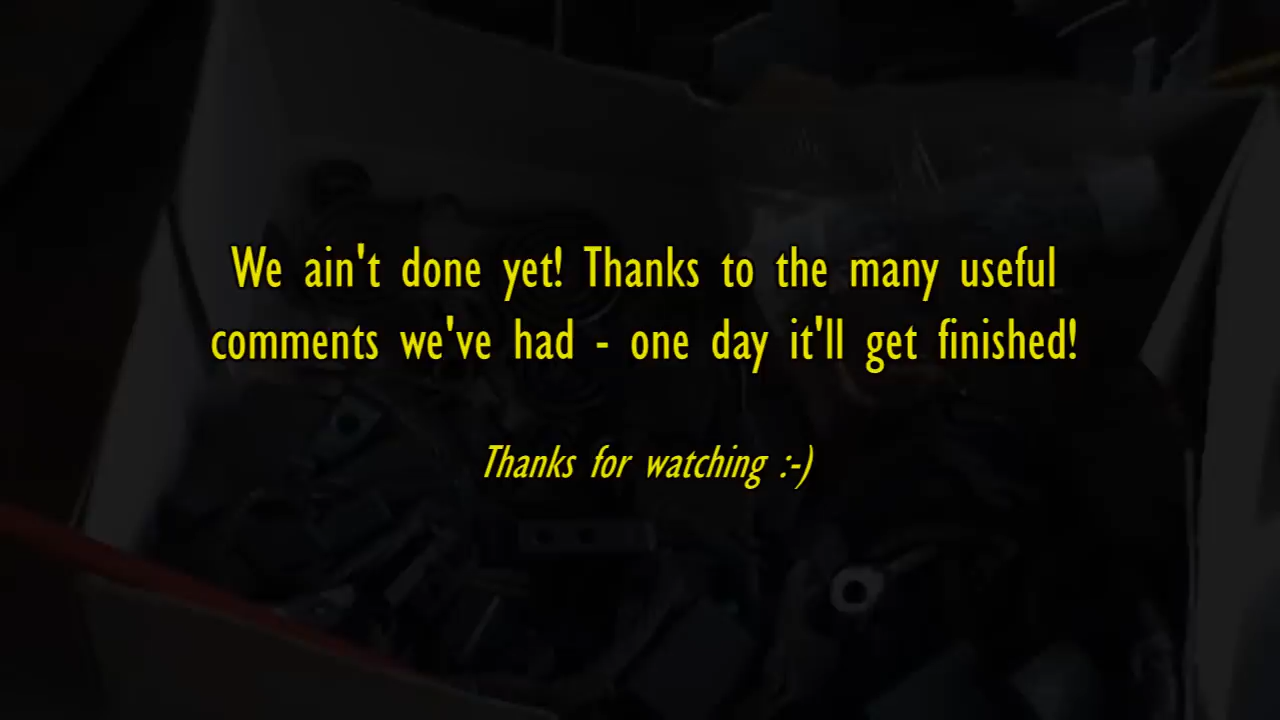 We ain't done yet! Thanks to the many useful
comments we've had - one day it'll get finished!
Thanks for watching :-)